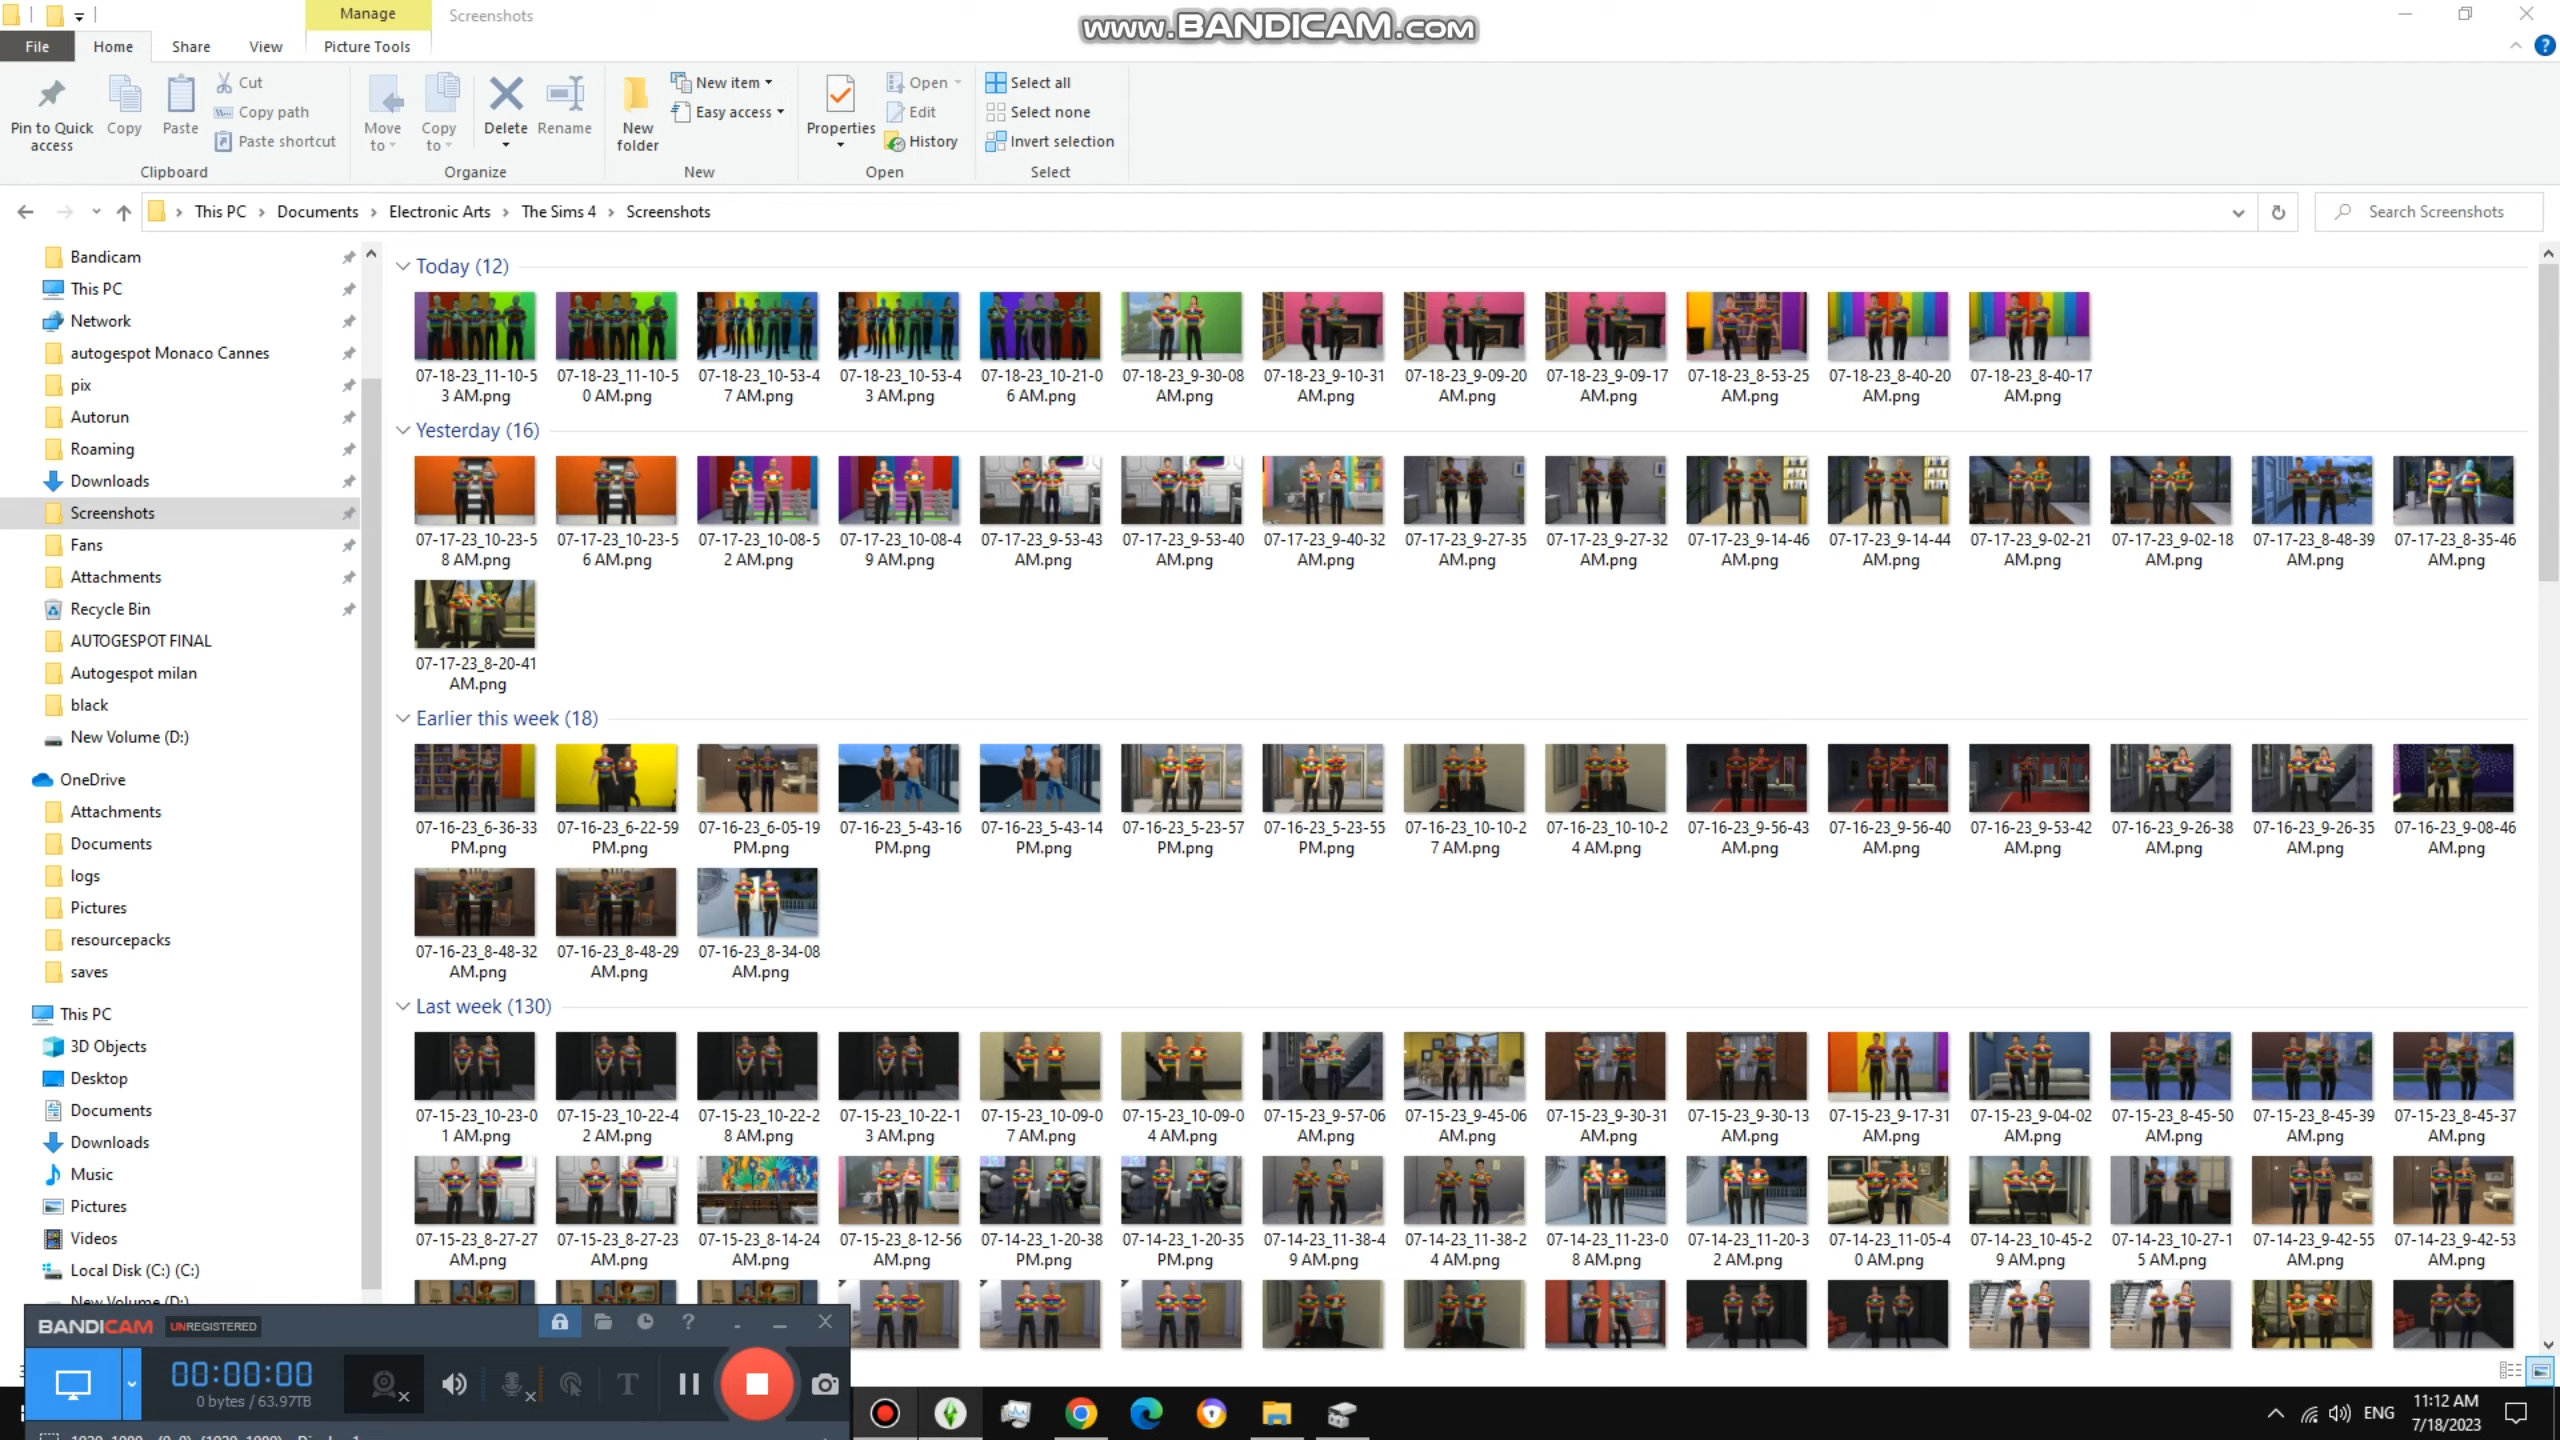 Manage
Screenshots
www.BANDICAM.com
File
Home
Share
View
Picture Tools
Pin to Quick access
Copy
Paste
Cut
Copy path
Paste shortcut
Clipboard
Move to
Copy to
Delete
Rename
Organize
New folder
New item
Easy access
New
Properties
Open
Edit
History
Open
Select all
Select none
Invert selection
Select
This PC
Documents
Electronic Arts
The Sims 4
Screenshots
Search Screenshots
Bandicam
This PC
Network
autogespot Monaco Cannes
pix
Autorun
Roaming
Downloads
Screenshots
Fans
Attachments
Recycle Bin
AUTOGESPOT FINAL
Autogespot milan
black
New Volume (D:)
OneDrive
Attachments
Documents
logs
Pictures
resourcepacks
saves
This PC
3D Objects
Desktop
Documents
Downloads
Music
Pictures
Videos
Local Disk (C:) (C:)
New Volume (D:)
Today (12)
07-18-23_11-10-53 AM.png
07-18-23_11-10-50 AM.png
07-18-23_10-53-47 AM.png
07-18-23_10-53-43 AM.png
07-18-23_10-21-06 AM.png
07-18-23_9-30-08 AM.png
07-18-23_9-10-31 AM.png
07-18-23_9-09-20 AM.png
07-18-23_9-09-17 AM.png
07-18-23_8-53-25 AM.png
07-18-23_8-40-20 AM.png
07-18-23_8-40-17 AM.png
Yesterday (16)
07-17-23_10-23-58 AM.png
07-17-23_10-23-56 AM.png
07-17-23_10-08-52 AM.png
07-17-23_10-08-49 AM.png
07-17-23_9-53-43 AM.png
07-17-23_9-53-40 AM.png
07-17-23_9-40-32 AM.png
07-17-23_9-27-35 AM.png
07-17-23_9-27-32 AM.png
07-17-23_9-14-46 AM.png
07-17-23_9-14-44 AM.png
07-17-23_9-02-21 AM.png
07-17-23_9-02-18 AM.png
07-17-23_8-48-39 AM.png
07-17-23_8-35-46 AM.png
07-17-23_8-20-41 AM.png
Earlier this week (18)
07-16-23_6-36-33 PM.png
07-16-23_6-22-59 PM.png
07-16-23_6-05-19 PM.png
07-16-23_5-43-16 PM.png
07-16-23_5-43-14 PM.png
07-16-23_5-23-57 PM.png
07-16-23_5-23-55 PM.png
07-16-23_10-10-27 AM.png
07-16-23_10-10-24 AM.png
07-16-23_9-56-43 AM.png
07-16-23_9-56-40 AM.png
07-16-23_9-53-42 AM.png
07-16-23_9-26-38 AM.png
07-16-23_9-26-35 AM.png
07-16-23_9-08-46 AM.png
07-16-23_8-48-32 AM.png
07-16-23_8-48-29 AM.png
07-16-23_8-34-08 AM.png
Last week (130)
07-15-23_10-23-01 AM.png
07-15-23_10-22-42 AM.png
07-15-23_10-22-28 AM.png
07-15-23_10-22-13 AM.png
07-15-23_10-09-07 AM.png
07-15-23_10-09-04 AM.png
07-15-23_9-57-06 AM.png
07-15-23_9-45-06 AM.png
07-15-23_9-30-31 AM.png
07-15-23_9-30-13 AM.png
07-15-23_9-17-31 AM.png
07-15-23_9-04-02 AM.png
07-15-23_8-45-50 AM.png
07-15-23_8-45-39 AM.png
07-15-23_8-45-37 AM.png
07-15-23_8-27-27 AM.png
07-15-23_8-27-23 AM.png
07-15-23_8-14-24 AM.png
07-15-23_8-12-56 AM.png
07-14-23_1-20-38 PM.png
07-14-23_1-20-35 PM.png
07-14-23_11-38-49 AM.png
07-14-23_11-38-24 AM.png
07-14-23_11-23-08 AM.png
07-14-23_11-20-32 AM.png
07-14-23_11-05-40 AM.png
07-14-23_10-45-29 AM.png
07-14-23_10-27-15 AM.png
07-14-23_9-42-55 AM.png
07-14-23_9-42-53 AM.png
BANDICAM UNREGISTERED
00:00:00
0 bytes / 63.97TB
ENG
11:12 AM
7/18/2023